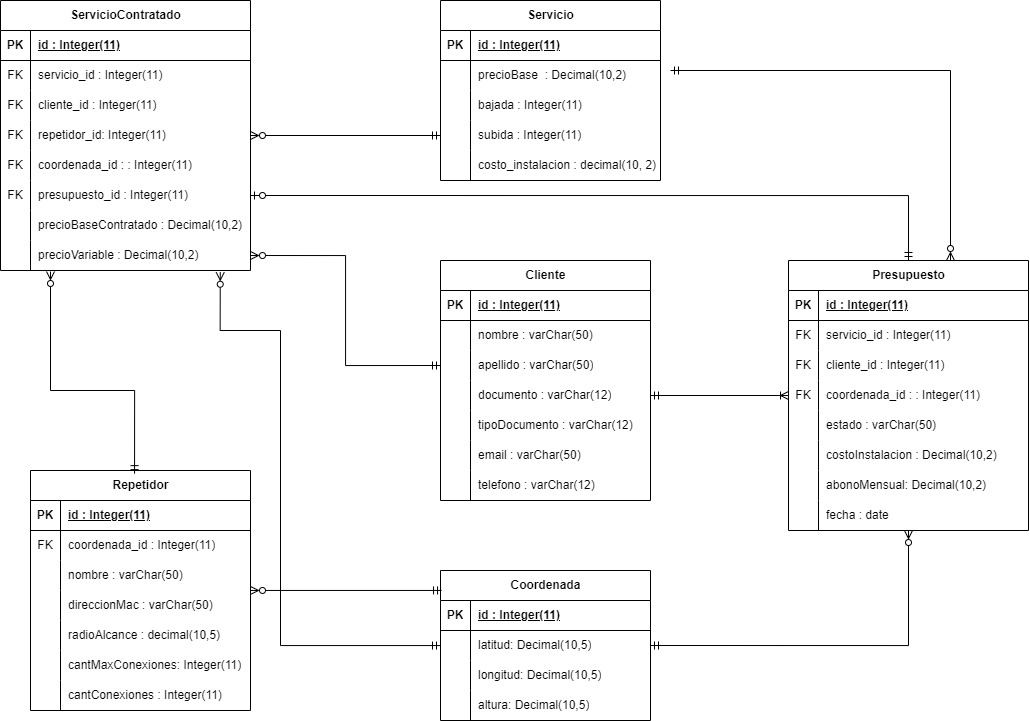 ServicioContratado
PK id : Integer(11)
FK servicio_id : Integer(11)
FK cliente_id : Integer(11)
FK repetidor_id: Integer(11)
FK coordenada_id : : Integer(11)
FK presupuesto_id : Integer(11)
precioBaseContratado : Decimal(10,2)
precioVariable : Decimal(10,2)
Servicio
PK id : Integer(11)
precioBase : Decimal(10,2)
bajada : Integer(11)
subida : Integer(11)
costo_instalacion : decimal(10, 2)
Cliente
PK id : Integer(11)
nombre : varChar(50)
apellido : varChar(50)
documento : varChar(12)
tipoDocumento : varChar(12)
email : varChar(50)
telefono : varChar(12)
Presupuesto
PK id : Integer(11)
FK servicio_id : Integer(11)
FK cliente_id : Integer(11)
FK coordenada_id : : Integer(11)
estado : varChar(50)
costoInstalacion : Decimal(10,2)
abonoMensual: Decimal(10,2)
fecha : date
Repetidor
PK id : Integer(11)
FK coordenada_id : Integer(11)
nombre : varChar(50)
direccionMac : varChar(50)
radioAlcance : decimal(10,5)
cantMaxConexiones: Integer(11)
cantConexiones : Integer(11)
Coordenada
PK id : Integer(11)
latitud: Decimal(10,5)
longitud: Decimal(10,5)
altura: Decimal(10,5)